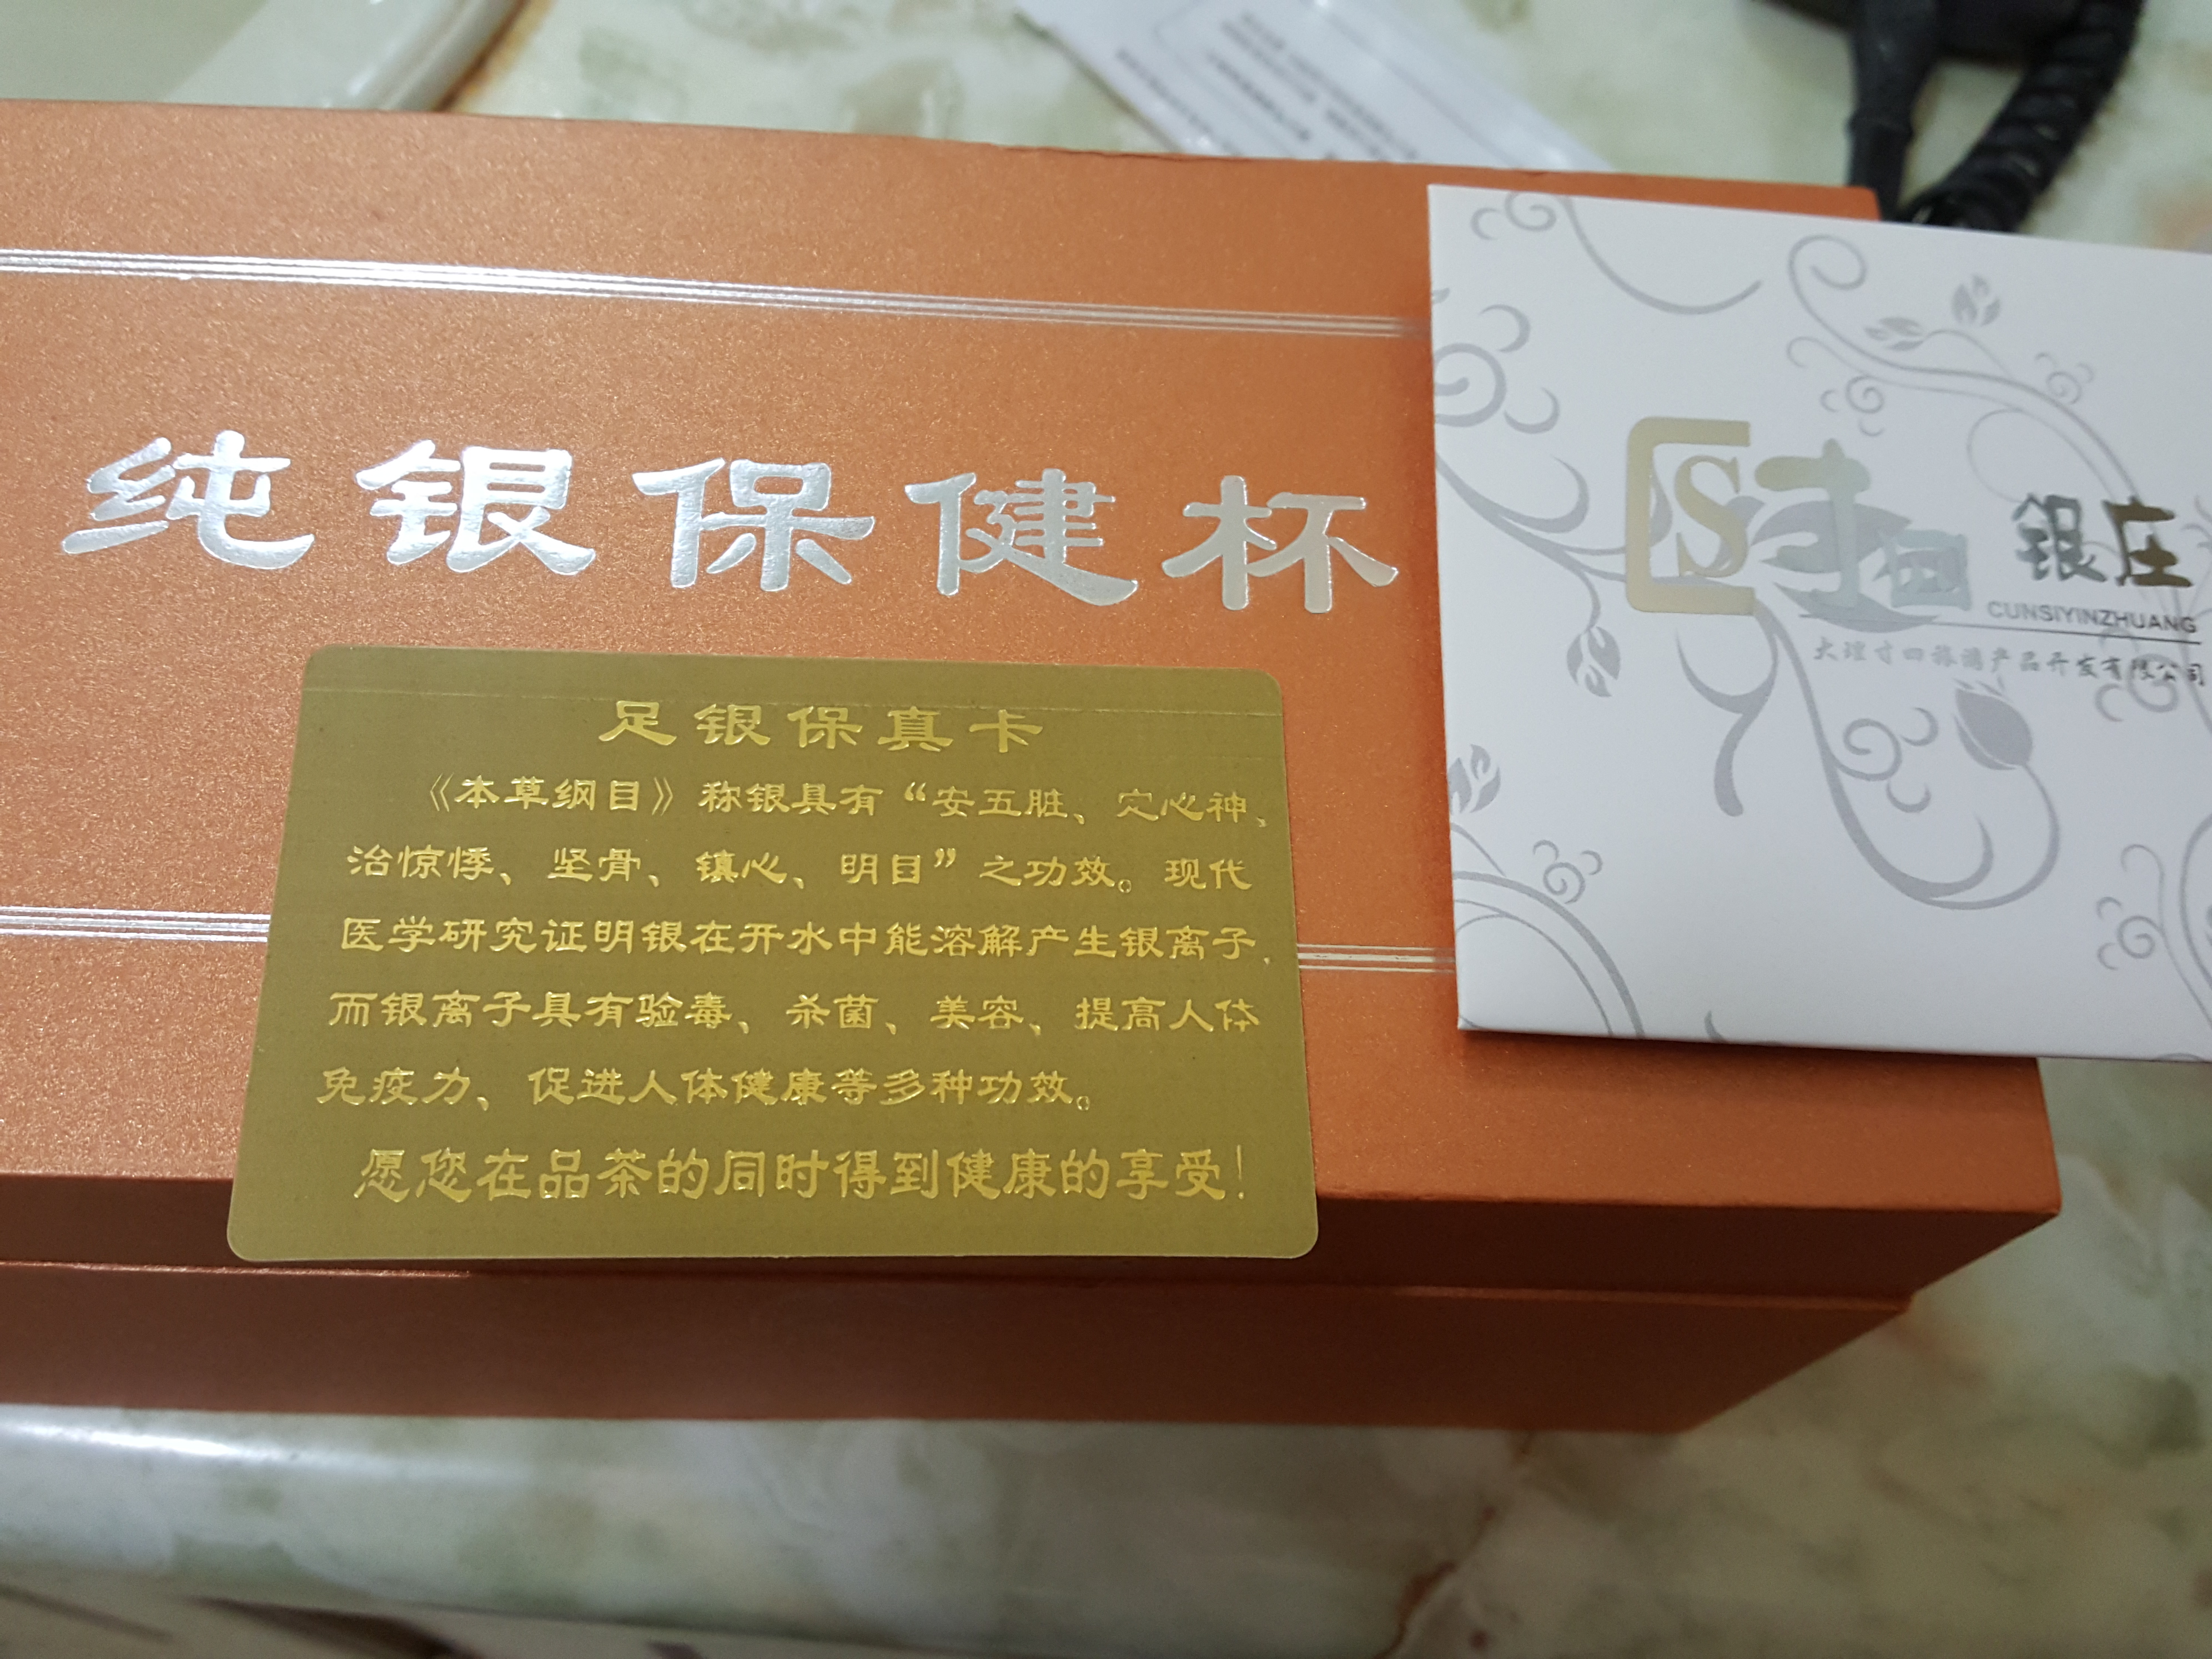 纯银保健杯
寸四银庄
CUNSIYINZHUANG
大理寸四旅游产品开发有限公司
足银保真卡
《本草纲目》称银具有“安五脏、定心神、
治惊悸、坚骨、镇心、明目”之功效。现代
医学研究证明银在开水中能溶解产生银离子,
而银离子具有验毒、杀菌、美容、提高人体
免疫力、促进人体健康等多种功效。
愿您在品茶的同时得到健康的享受!